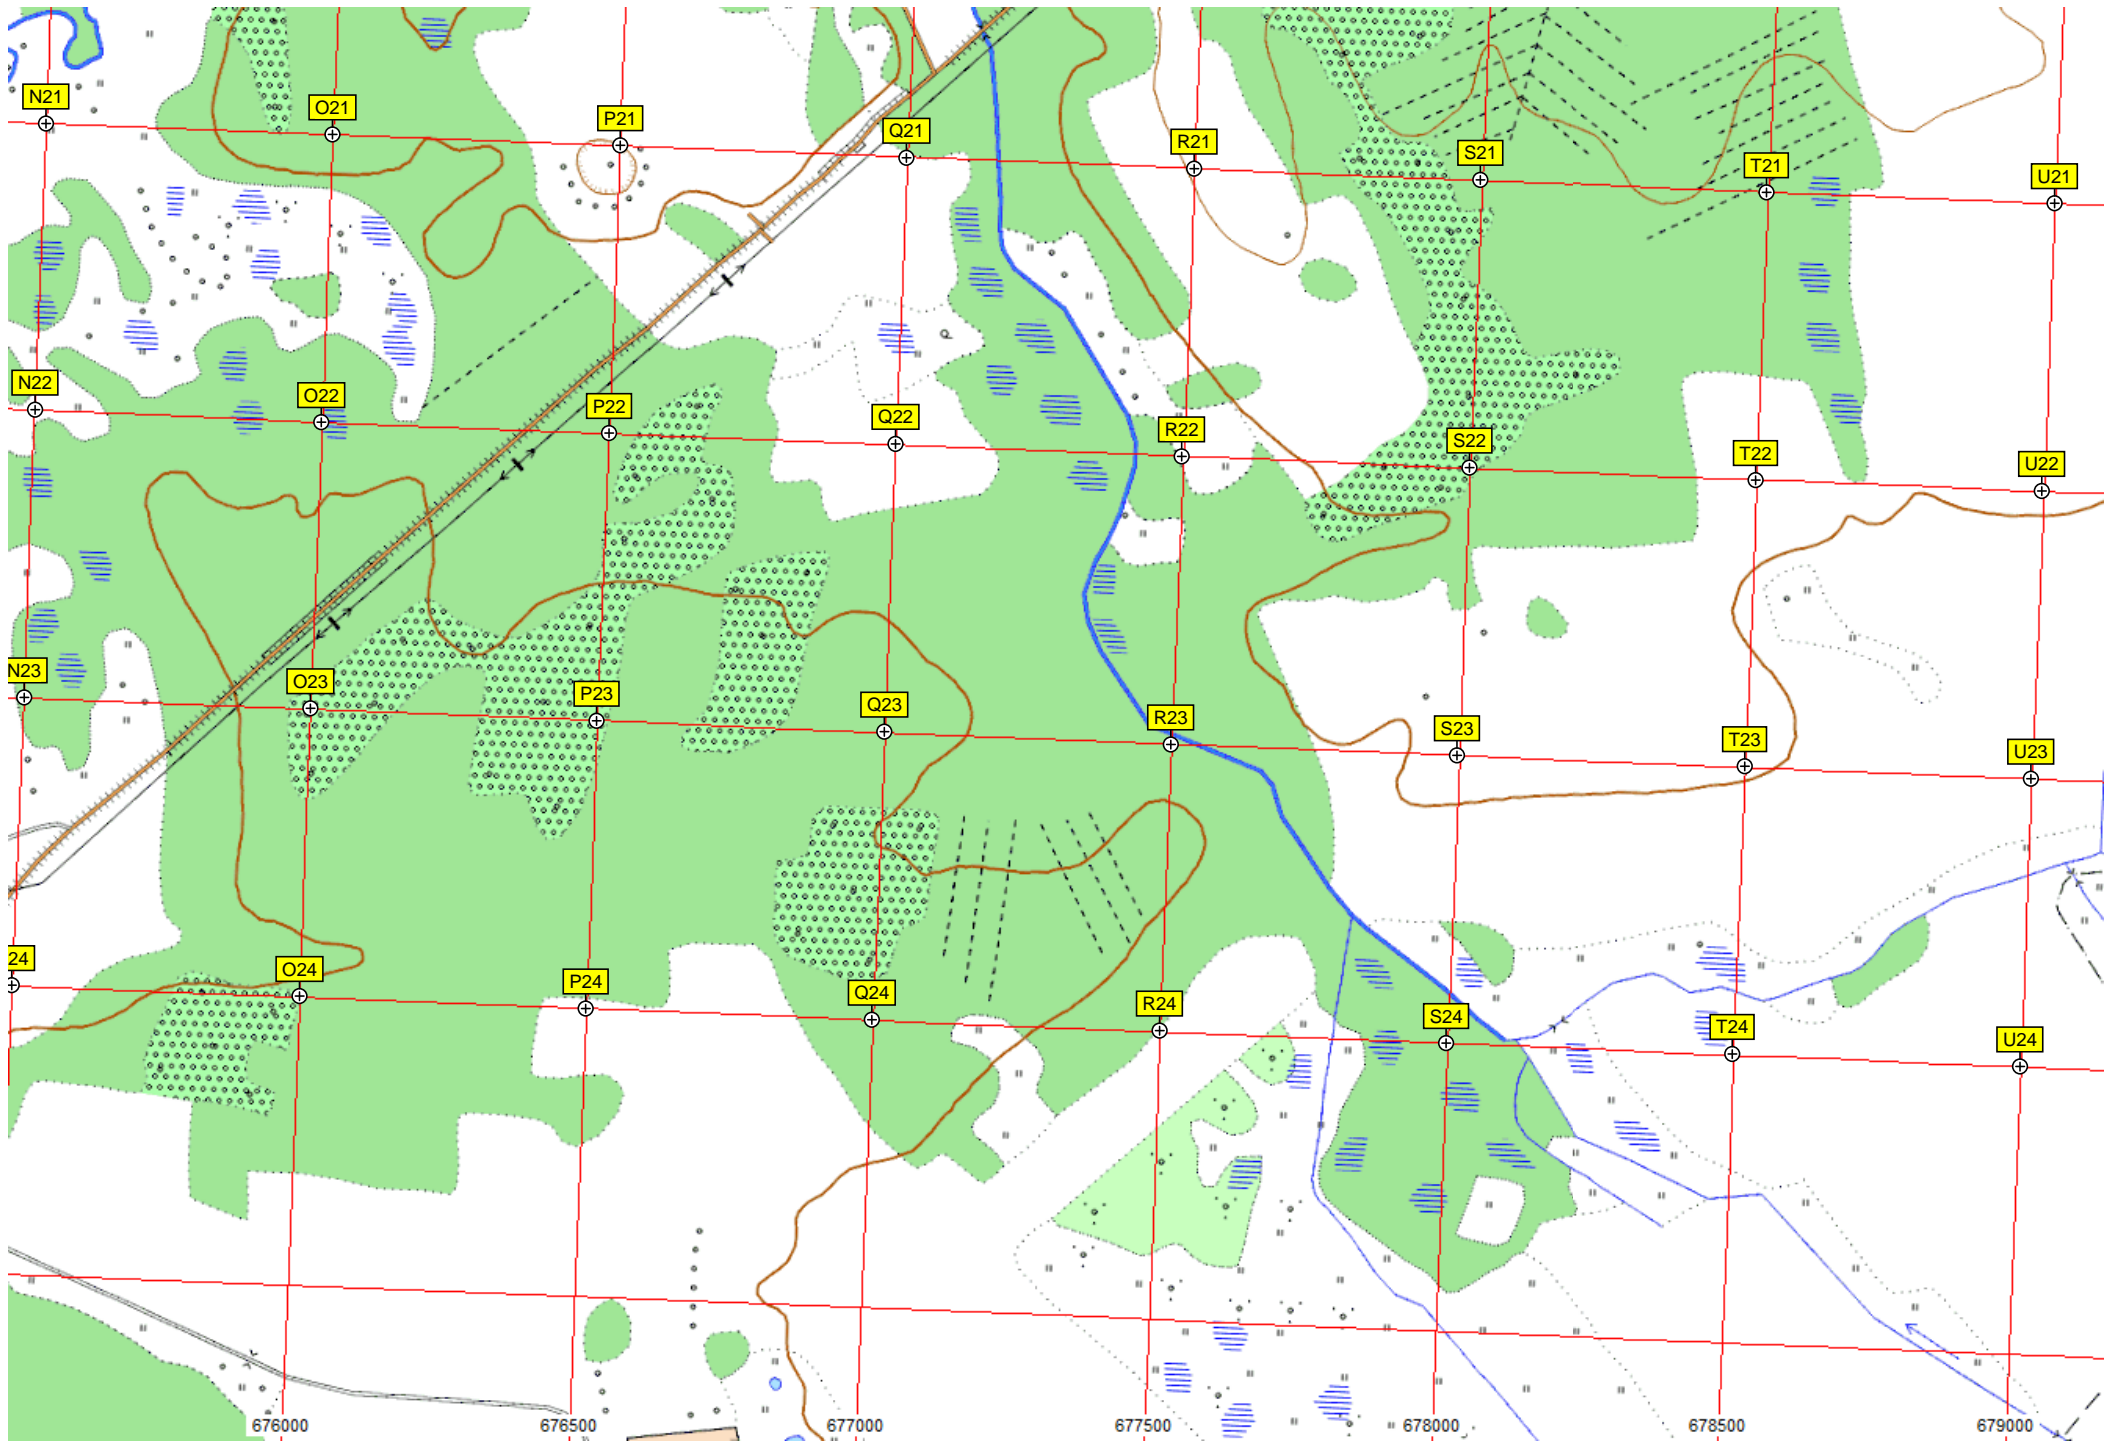 N21 O21 P21 Q21 R21 S21 T21 U21
N22 O22 P22 Q22 R22 S22 T22 U22
N23 O23 P23 Q23 R23 S23 T23 U23
24 O24 P24 Q24 R24 S24 T24 U24
676000 676500 677000 677500 678000 678500 679000